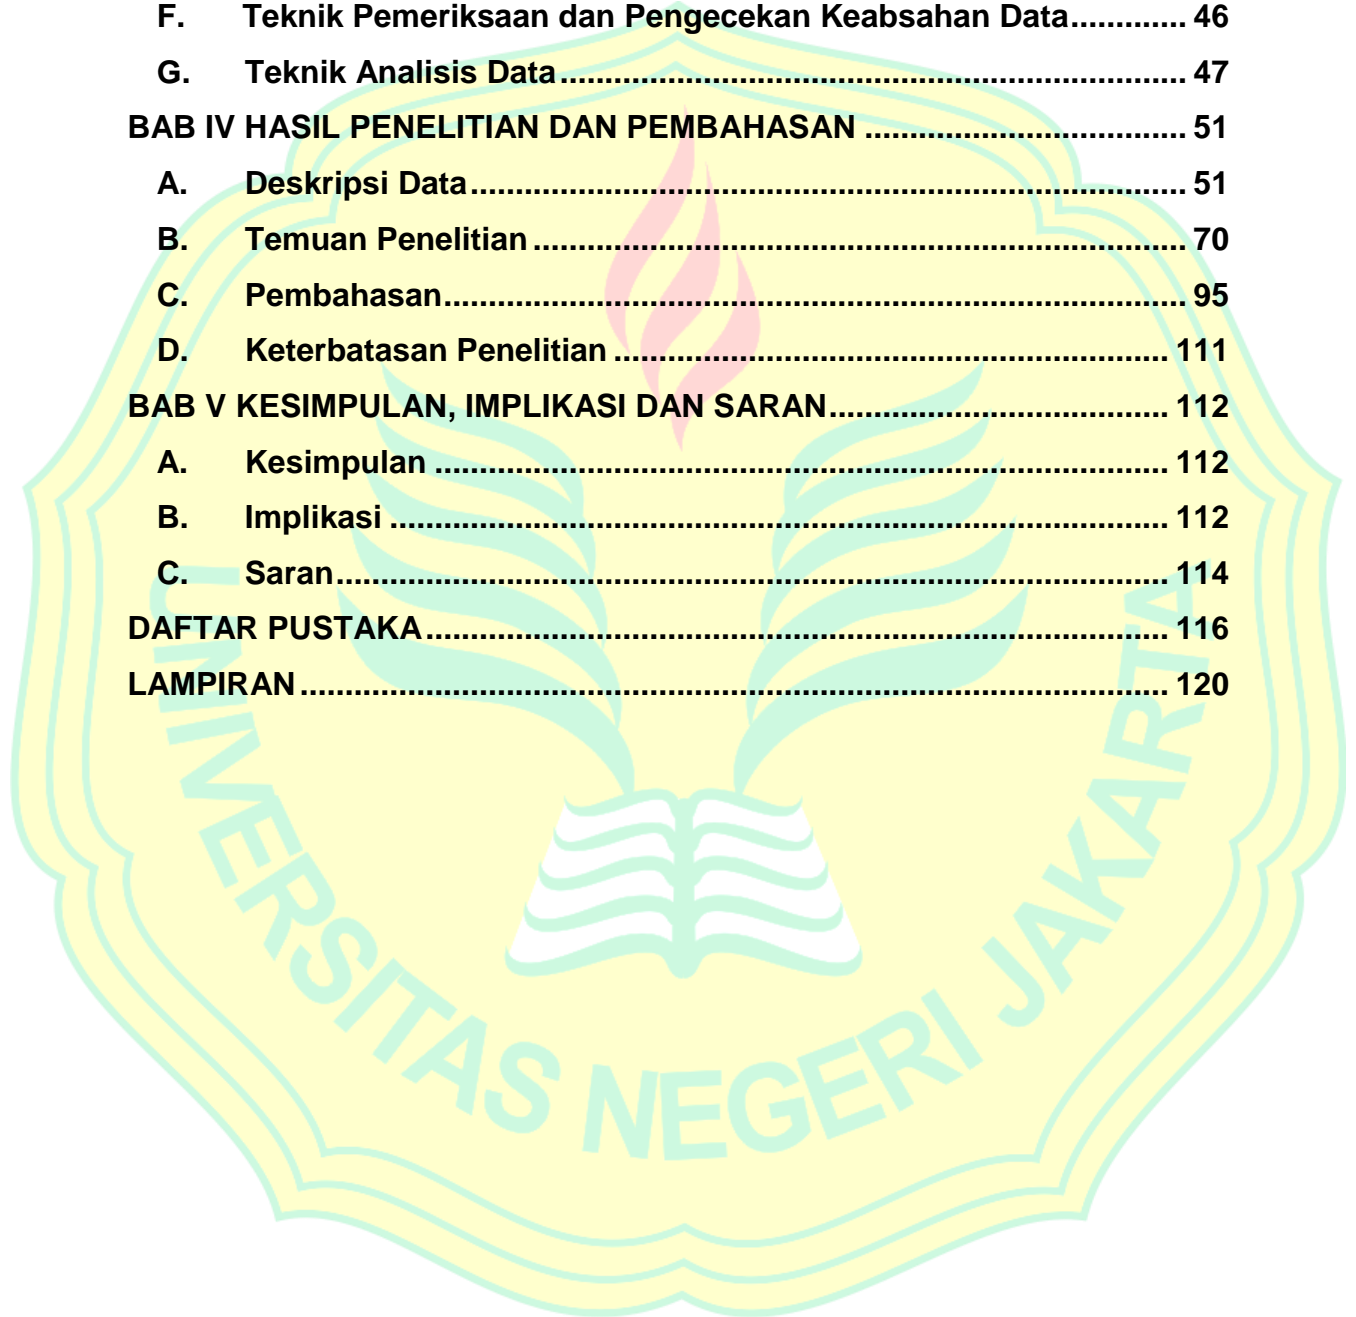 F. Teknik Pemeriksaan dan Pengecekan Keabsahan Data............. 46
G. Teknik Analisis Data...................................................................... 47
BAB IV HASIL PENELITIAN DAN PEMBAHASAN .................................... 51
A. Deskripsi Data................................................................................ 51
B. Temuan Penelitian......................................................................... 70
C. Pembahasan................................................................................... 95
D. Keterbatasan Penelitian .............................................................. 111
BAB V KESIMPULAN, IMPLIKASI DAN SARAN...................................... 112
A. Kesimpulan .................................................................................. 112
B. Implikasi ....................................................................................... 112
C. Saran............................................................................................. 114
DAFTAR PUSTAKA................................................................................... 116
LAMPIRAN ................................................................................................. 120
UNIVERSITAS NEGERI JAKARTA